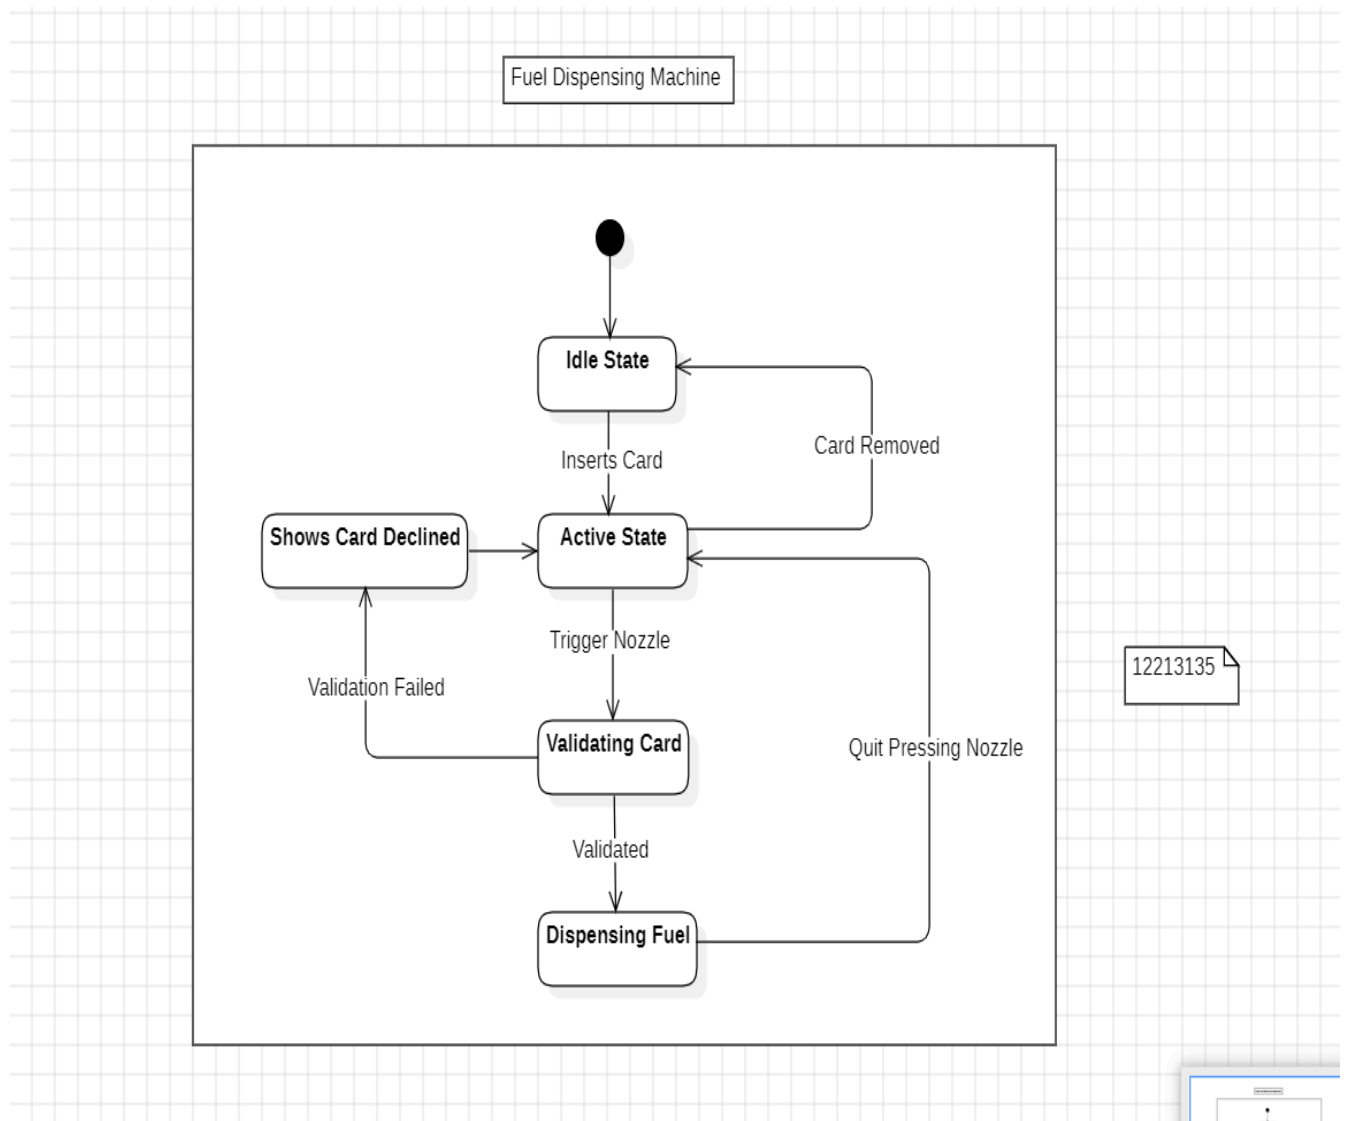 Fuel Dispensing Machine
Idle State
Inserts Card
Card Removed
Shows Card Declined
Active State
Trigger Nozzle
Validation Failed
12213135
Validating Card
Quit Pressing Nozzle
Validated
Dispensing Fuel